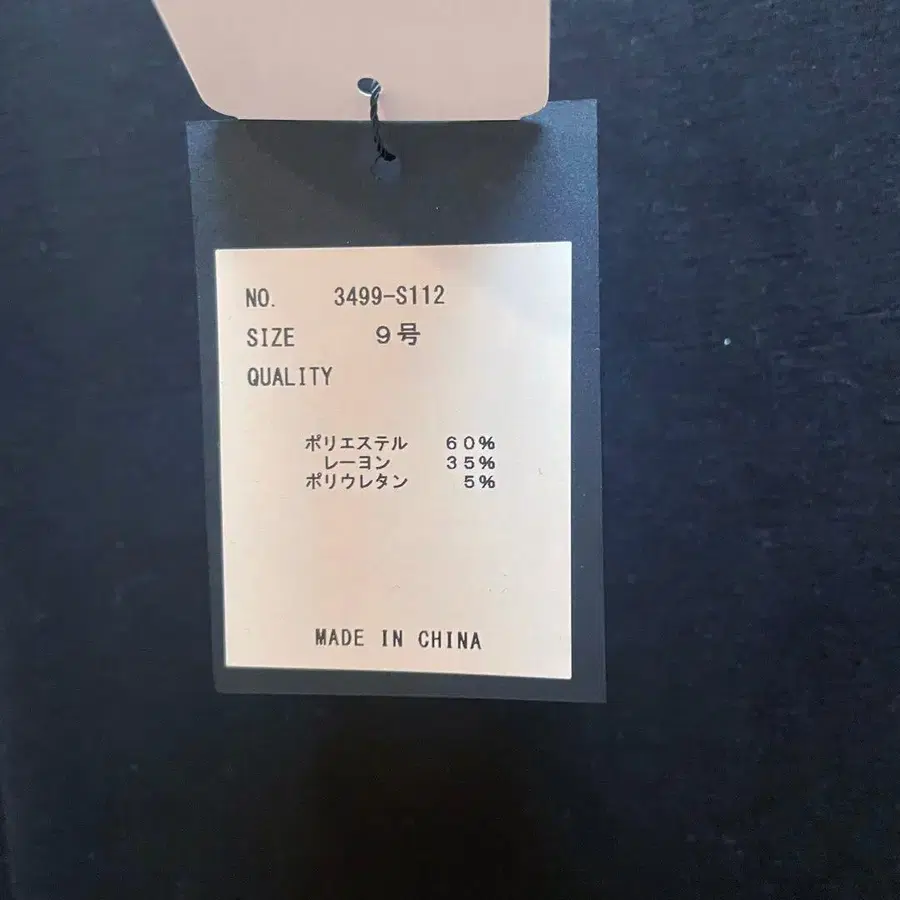 NO. 3499-S112
SIZE 9号
QUALITY
ポリエステル 60%
レーヨン 35%
ポリウレタン 5%
MADE IN CHINA